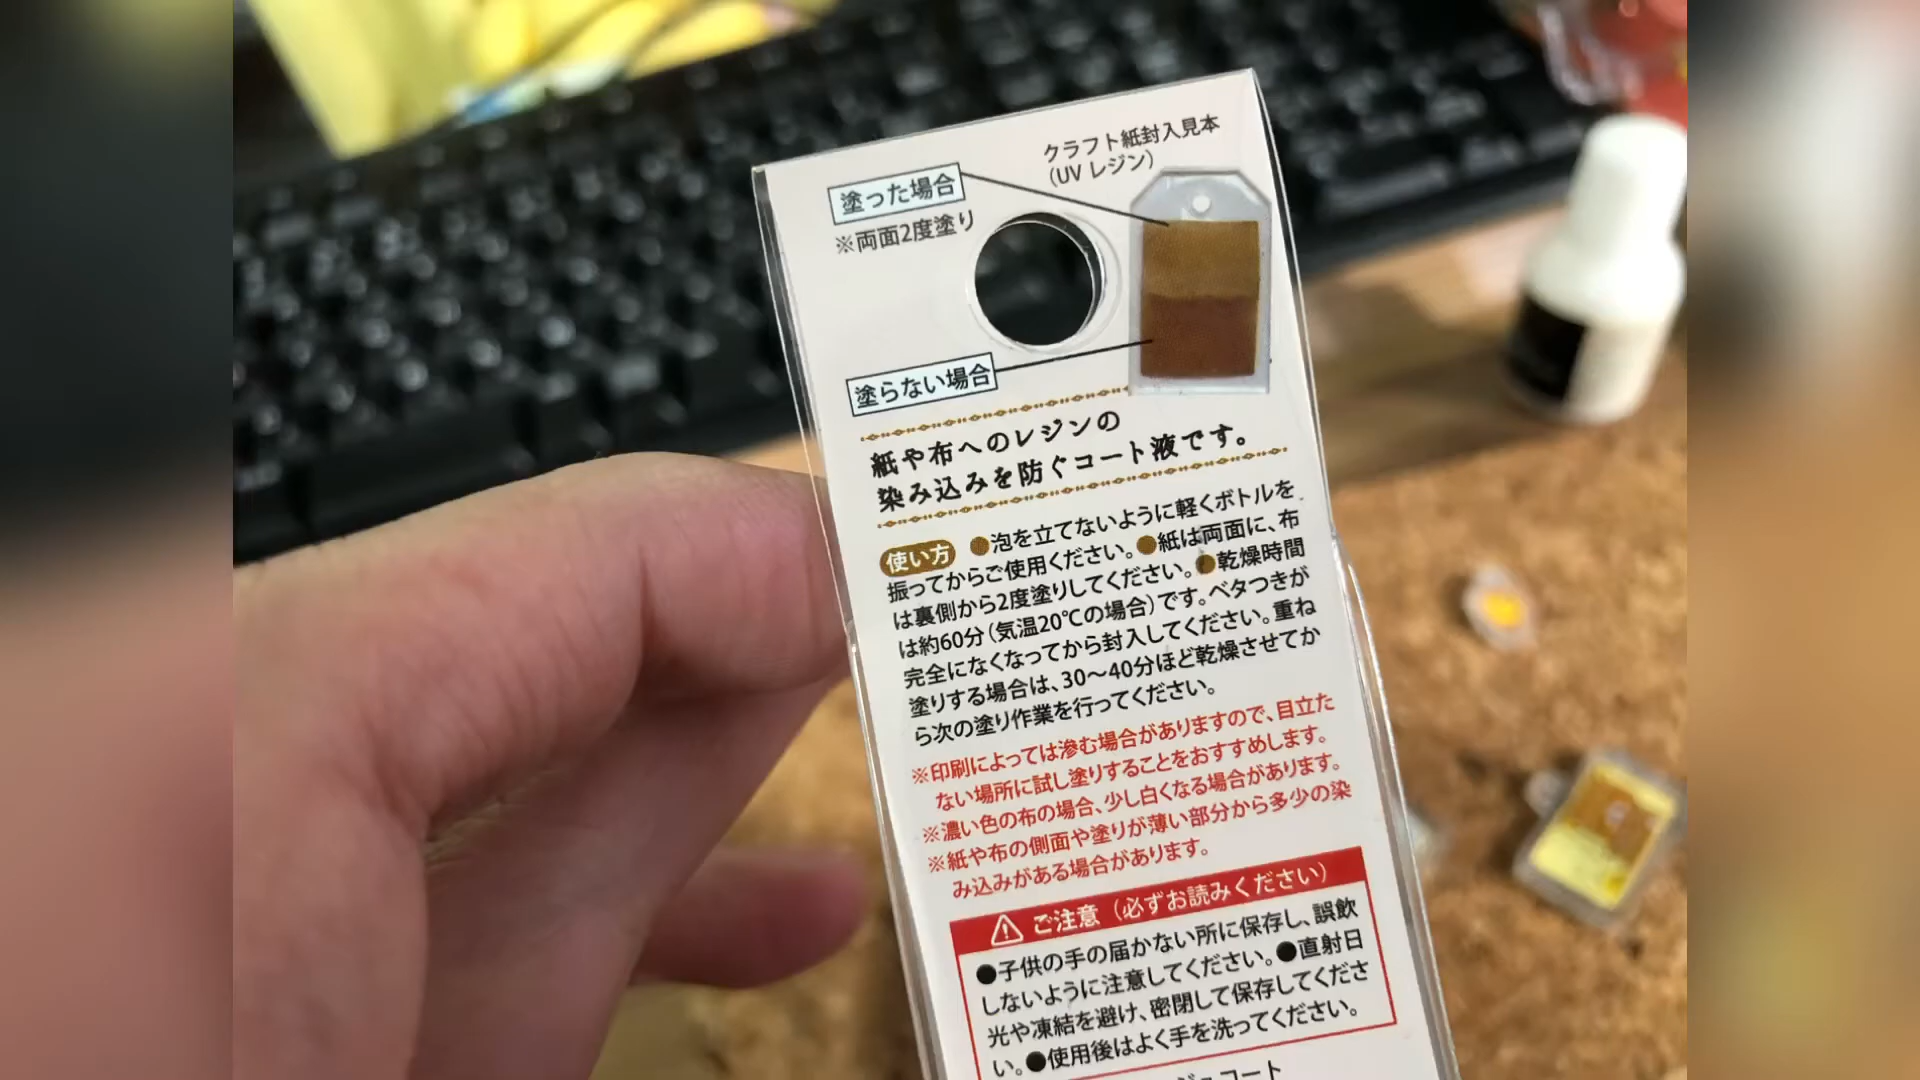 クラフト紙封入見本
(UV レジン)
塗った場合
※両面2度塗り
塗らない場合
紙や布へのレジンの
染み込みを防ぐコート液です。
使い方 ●泡を立てないように軽くボトルを
振ってからご使用ください。●紙は両面に、布
は裏側から2度塗りしてください。●乾燥時間
は約60分(気温20℃の場合)です。ベタつきが
完全になくなってから封入してください。重ね
塗りする場合は、30〜40分ほど乾燥させてか
ら次の塗り作業を行ってください。
※印刷によっては滲む場合がありますので、目立た
ない場所に試し塗りすることをおすすめします。
※濃い色の布の場合、少し白くなる場合があります。
※紙や布の側面や塗りが薄い部分から多少の染
み込みがある場合があります。
ご注意(必ずお読みください)
●子供の手の届かない所に保存し、誤飲
しないように注意してください。●直射日
光や凍結を避け、密閉して保存してくださ
い。●使用後はよく手を洗ってください。
コート